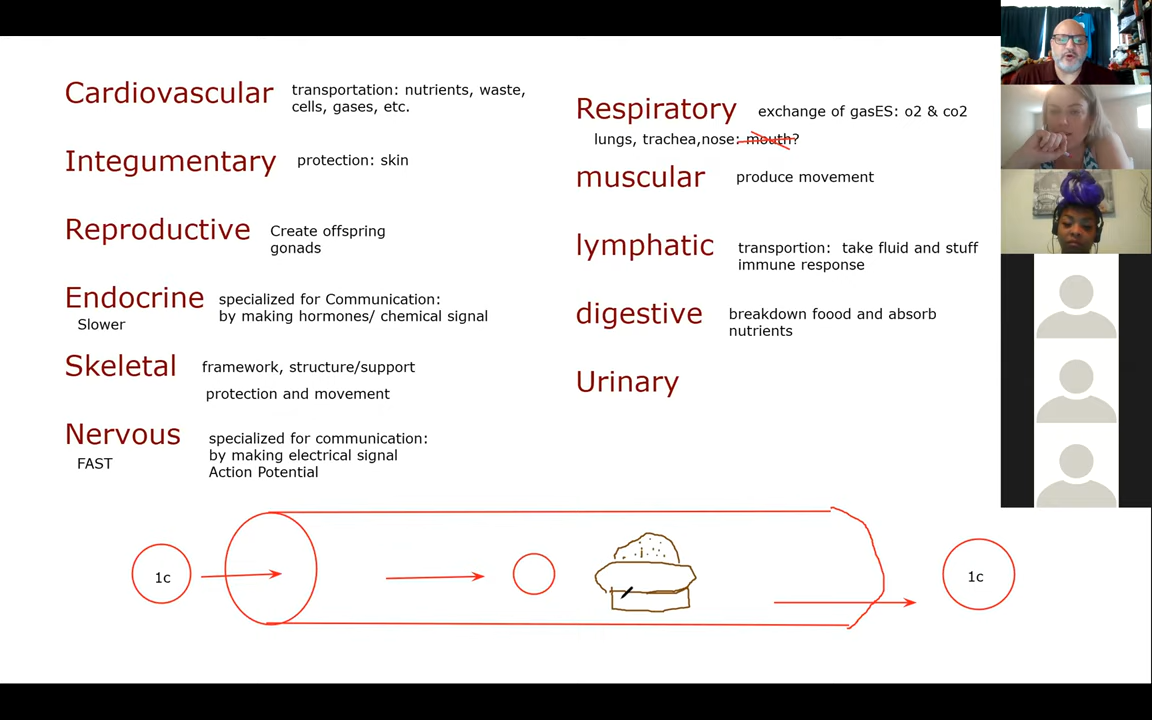 Cardiovascular
transportation: nutrients, waste,
cells, gases, etc.
Integumentary
protection: skin
Reproductive
Create offspring
gonads
Endocrine
Slower
specialized for Communication:
by making hormones/ chemical signal
Skeletal
framework, structure/support
protection and movement
Nervous
FAST
specialized for communication:
by making electrical signal
Action Potential
Respiratory
exchange of gasES: o2 & co2
lungs, trachea,nose: mouth?
muscular
produce movement
lymphatic
transportion:  take fluid and stuff
immune response
digestive
breakdown foood and absorb
nutrients
Urinary
1c
1c